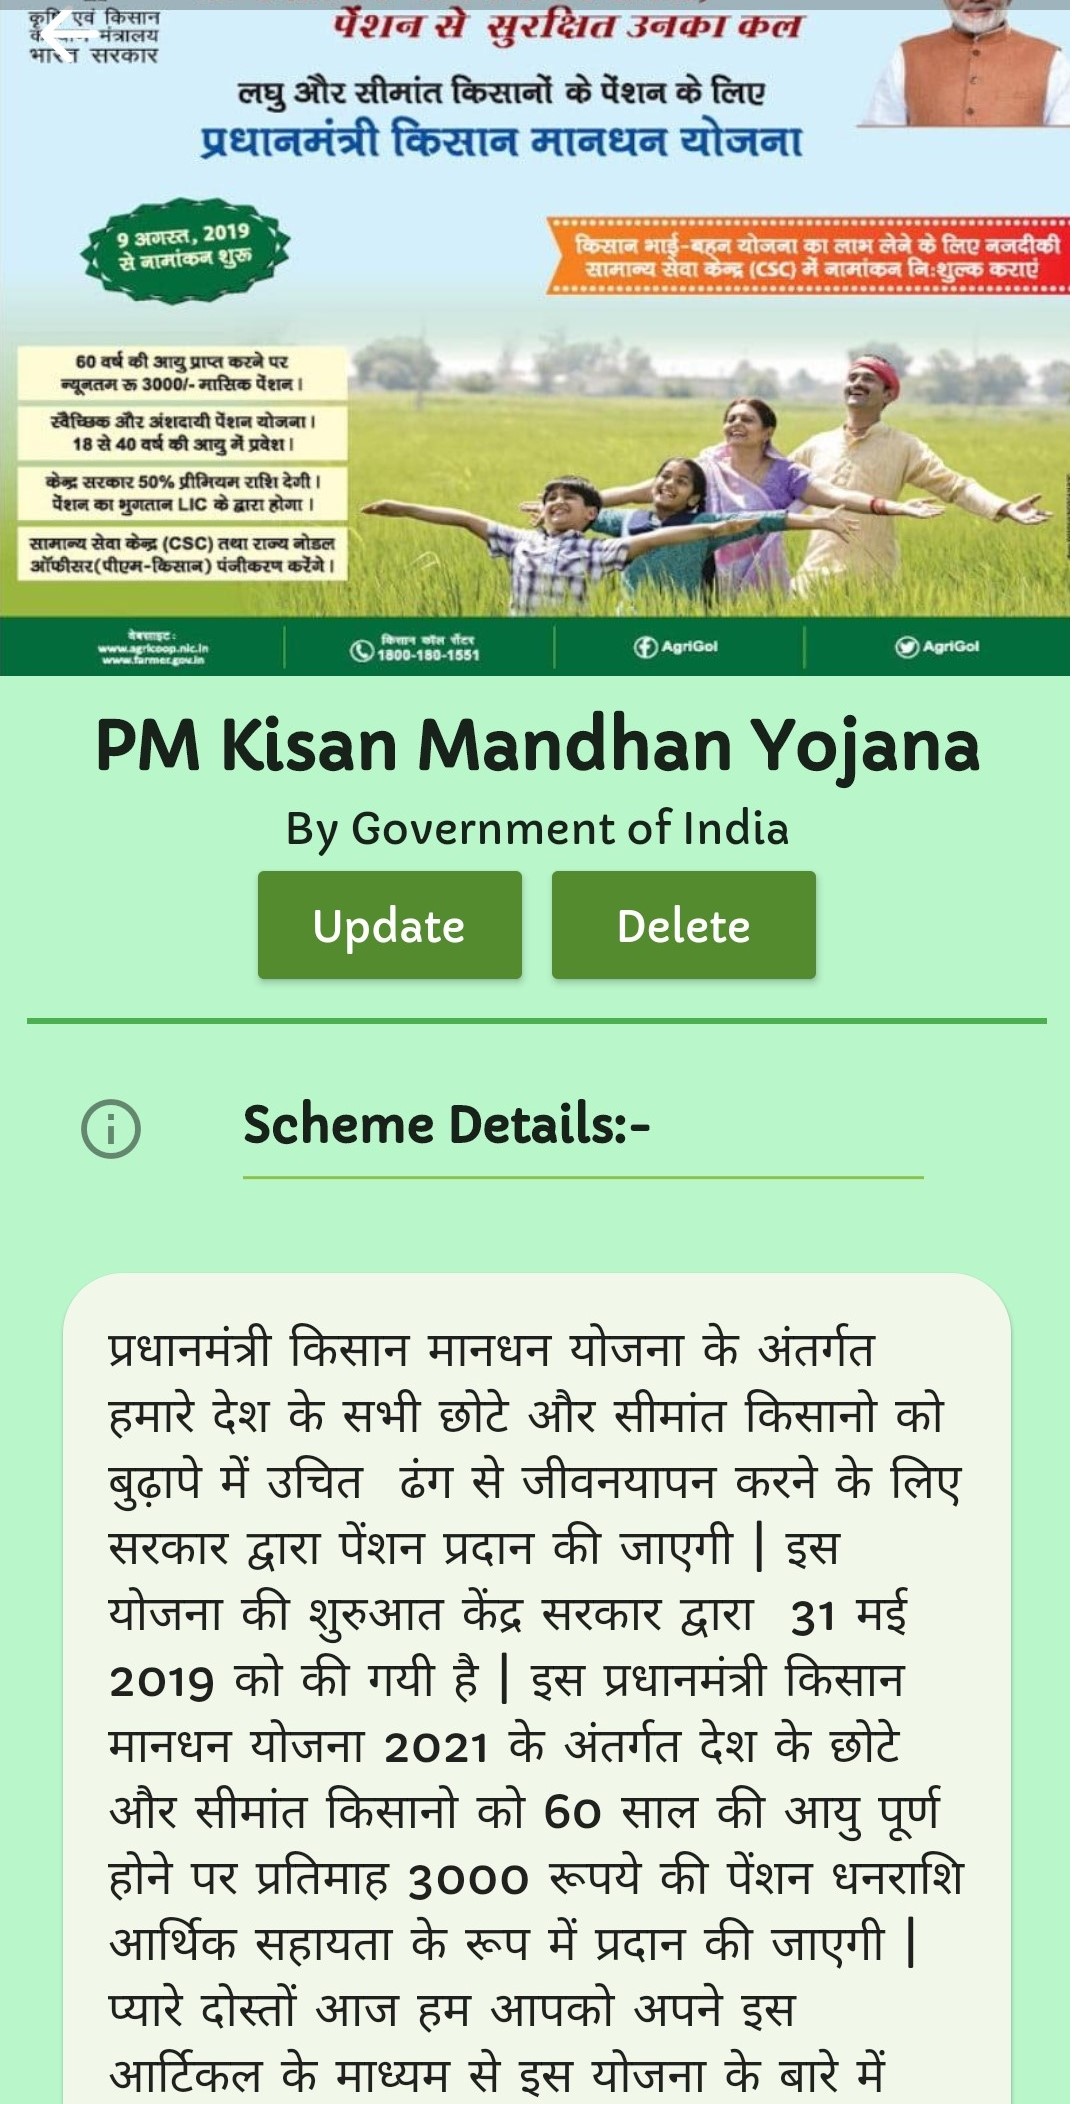 कृषि एवं किसान
मंत्रालय
भारत सरकार
पेंशन से सुरक्षित उनका कल
लघु और सीमांत किसानों के पेंशन के लिए
प्रधानमंत्री किसान मानधन योजना
9 अगस्त, 2019
से नामांकन शुरू
किसान भाई-बहन योजना का लाभ लेने के लिए नजदीकी
सामान्य सेवा केन्द्र (CSC) में नामांकन नि:शुल्क कराएं
60 वर्ष की आयु प्राप्त करने पर
न्यूनतम रू 3000/- मासिक पेंशन।
स्वैच्छिक और अंशदायी पेंशन योजना।
18 से 40 वर्ष की आयु में प्रवेश।
केन्द्र सरकार 50% प्रीमियम राशि देगी।
पेंशन का भुगतान LIC के द्वारा होगा।
सामान्य सेवा केन्द्र (CSC) तथा राज्य नोडल
ऑफीसर(पीएम-किसान) पंजीकरण करेंगे।
वेबसाइट:
www.agricoop.nic.in
www.farmer.gov.in
किसान कॉल सेंटर
1800-180-1551
AgriGoI
AgriGoI
PM Kisan Mandhan Yojana
By Government of India
Update
Delete
Scheme Details:-
प्रधानमंत्री किसान मानधन योजना के अंतर्गत
हमारे देश के सभी छोटे और सीमांत किसानो को
बुढ़ापे में उचित  ढंग से जीवनयापन करने के लिए
सरकार द्वारा पेंशन प्रदान की जाएगी | इस
योजना की शुरुआत केंद्र सरकार द्वारा  31 मई
2019 को की गयी है | इस प्रधानमंत्री किसान
मानधन योजना 2021 के अंतर्गत देश के छोटे
और सीमांत किसानो को 60 साल की आयु पूर्ण
होने पर प्रतिमाह 3000 रूपये की पेंशन धनराशि
आर्थिक सहायता के रूप में प्रदान की जाएगी |
प्यारे दोस्तों आज हम आपको अपने इस
आर्टिकल के माध्यम से इस योजना के बारे में